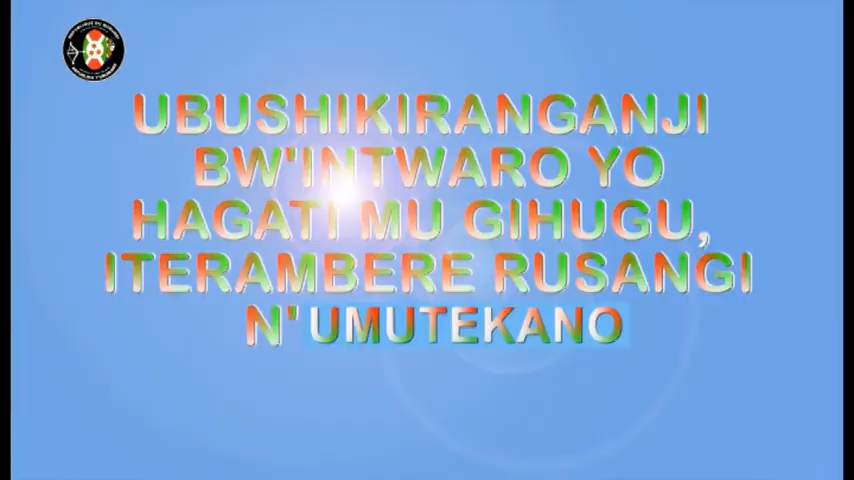 UBUSHIKIRANGANJI
BW'INTWARO YO
HAGATI MU GIHUGU,
ITERAMBERE RUSANGI
N'UMUTEKANO